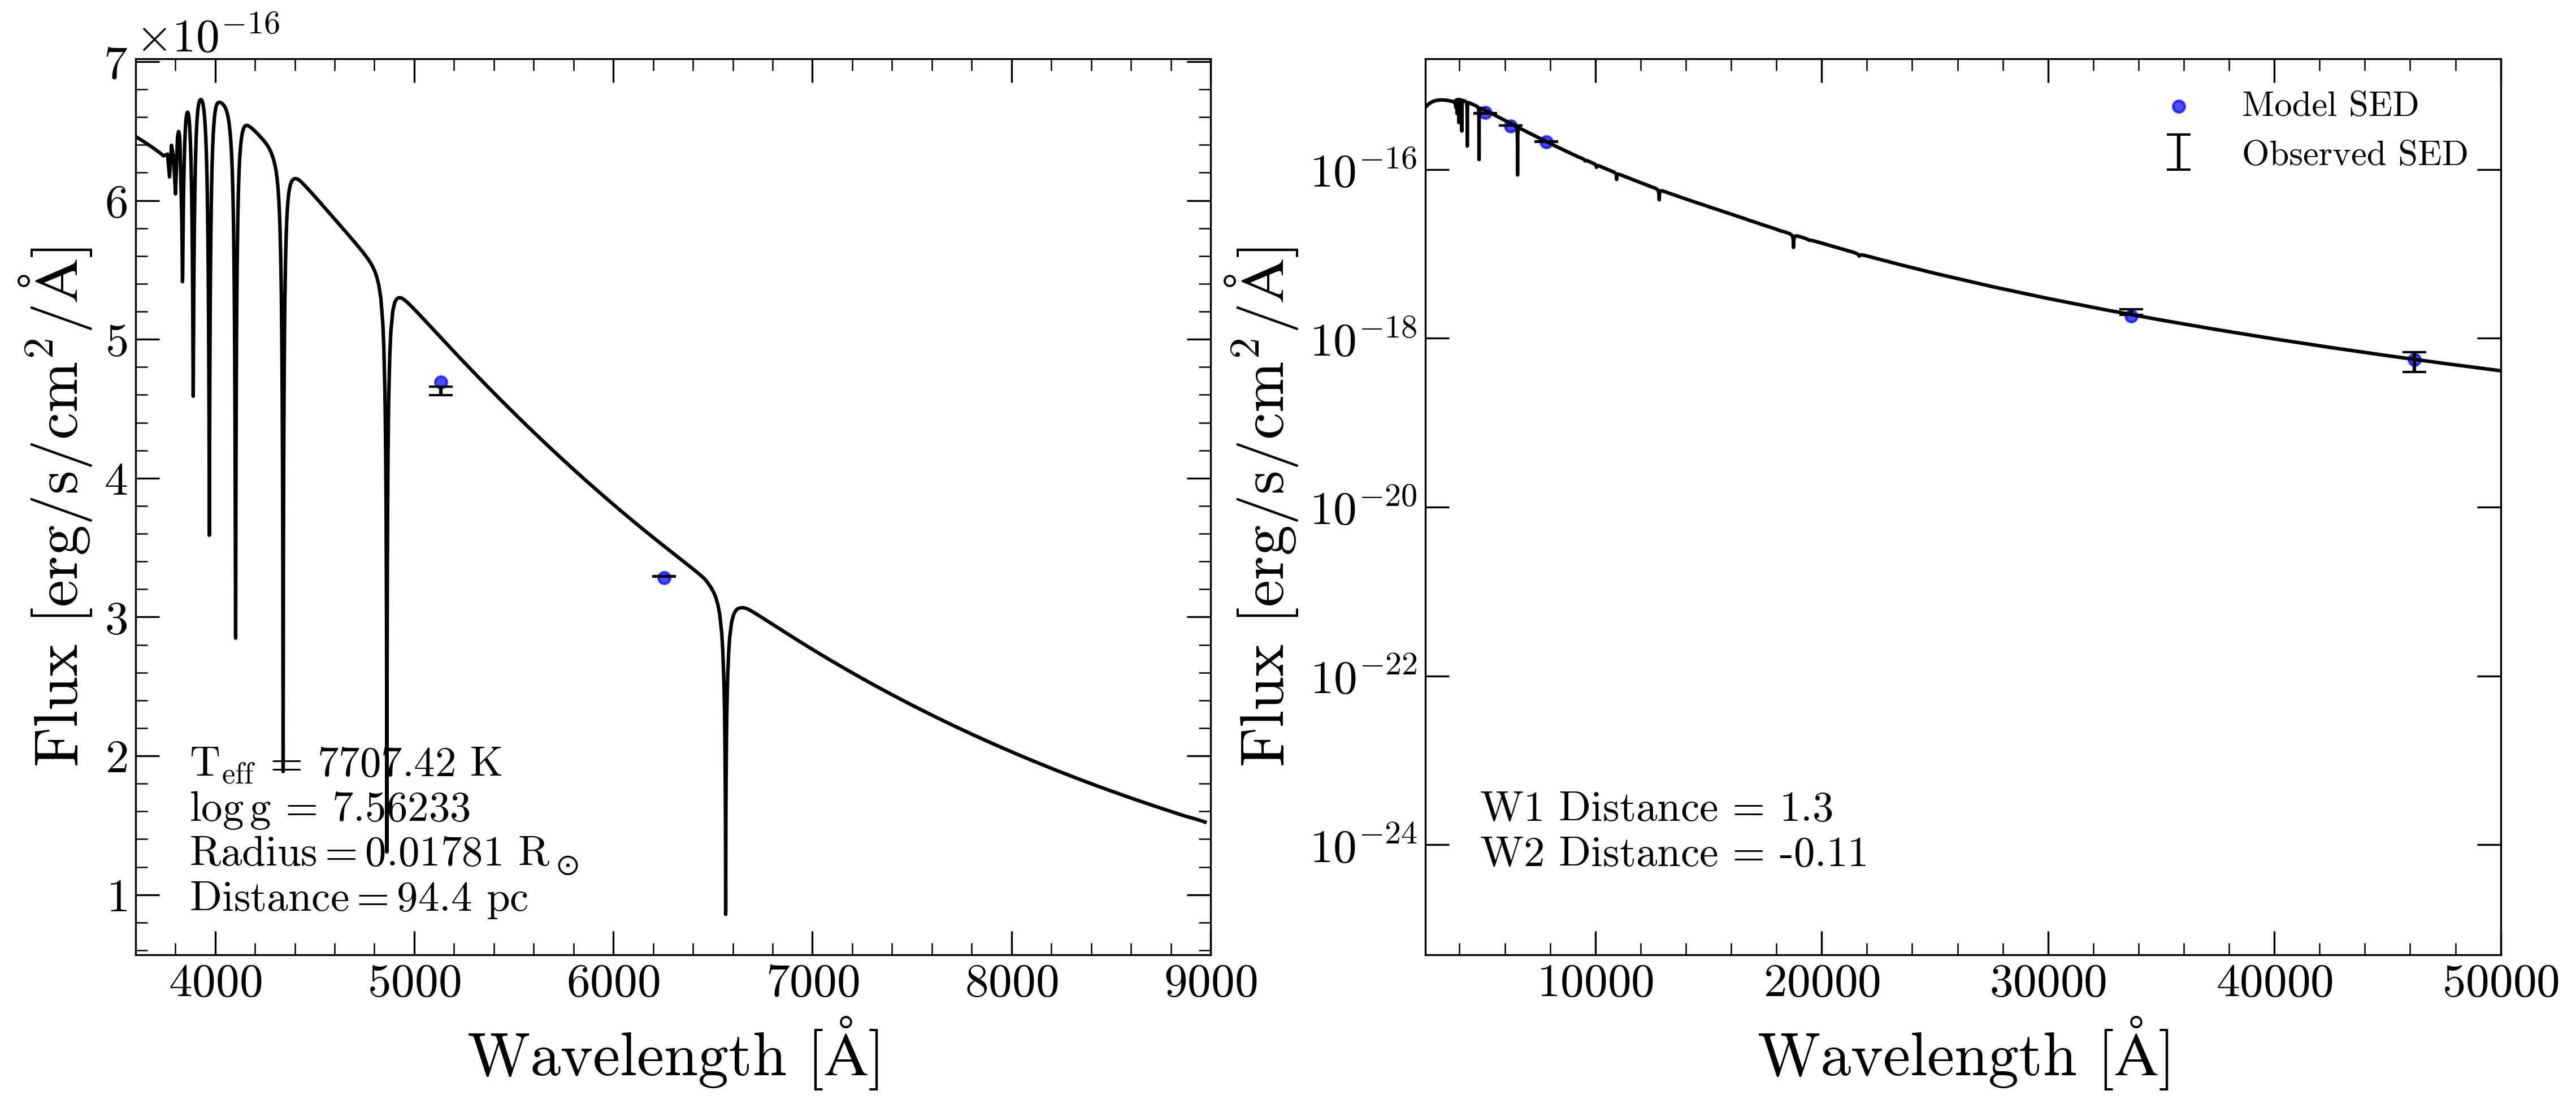 ×10⁻¹⁶
7
6
5
4
3
2
1
Flux [erg/s/cm²/Å]
T_eff = 7707.42 K
log g = 7.56233
Radius = 0.01781 R_⊙
Distance = 94.4 pc
4000 5000 6000 7000 8000 9000
Wavelength [Å]
Model SED
Observed SED
10⁻¹⁶
10⁻¹⁸
10⁻²⁰
10⁻²²
10⁻²⁴
Flux [erg/s/cm²/Å]
W1 Distance = 1.3
W2 Distance = -0.11
10000 20000 30000 40000 50000
Wavelength [Å]